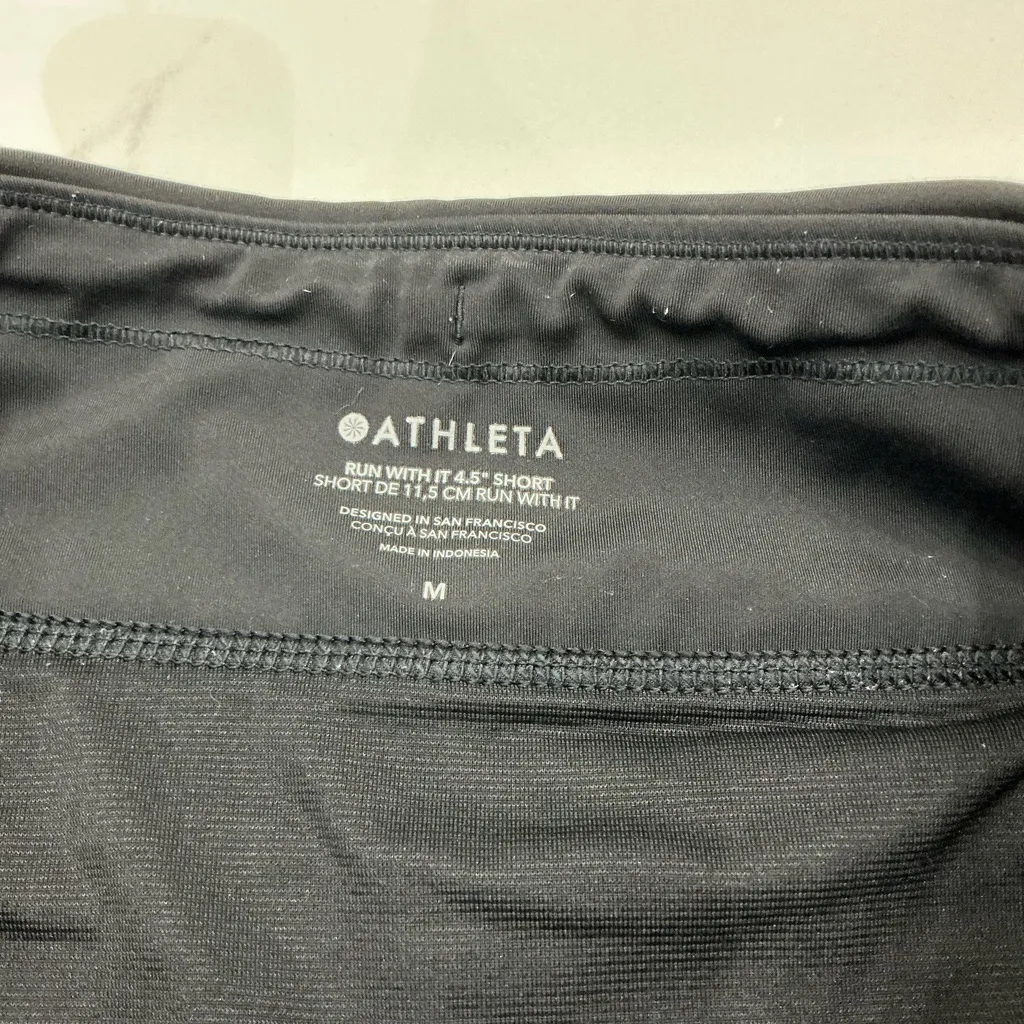 ATHLETA
RUN WITH IT 4.5" SHORT
SHORT DE 11,5 CM RUN WITH IT
DESIGNED IN SAN FRANCISCO
CONÇU À SAN FRANCISCO
MADE IN INDONESIA
M